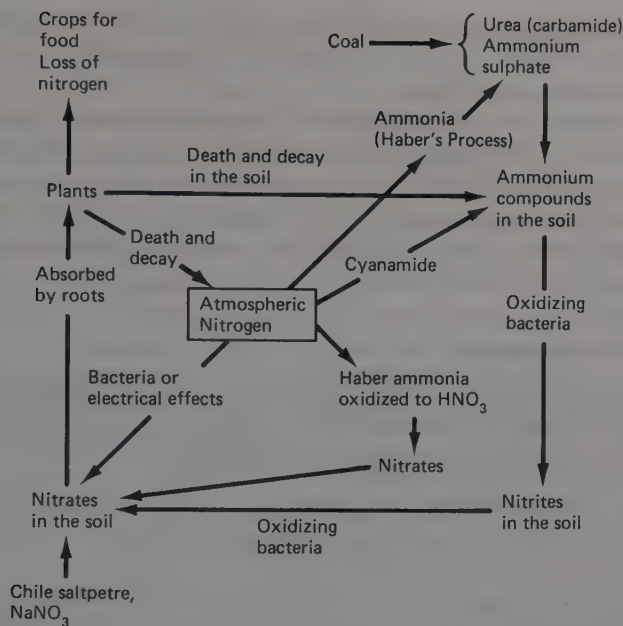 Crops for
food
Loss of
nitrogen
Coal
Urea (carbamide)
Ammonium
sulphate
Ammonia
(Haber's Process)
Death and decay
in the soil
Plants
Ammonium
compounds
in the soil
Death and
decay
Absorbed
by roots
Cyanamide
Atmospheric
Nitrogen
Oxidizing
bacteria
Bacteria or
electrical effects
Haber ammonia
oxidized to HNO₃
Nitrates
Nitrates
in the soil
Nitrites
in the soil
Oxidizing
bacteria
Chile saltpetre,
NaNO₃